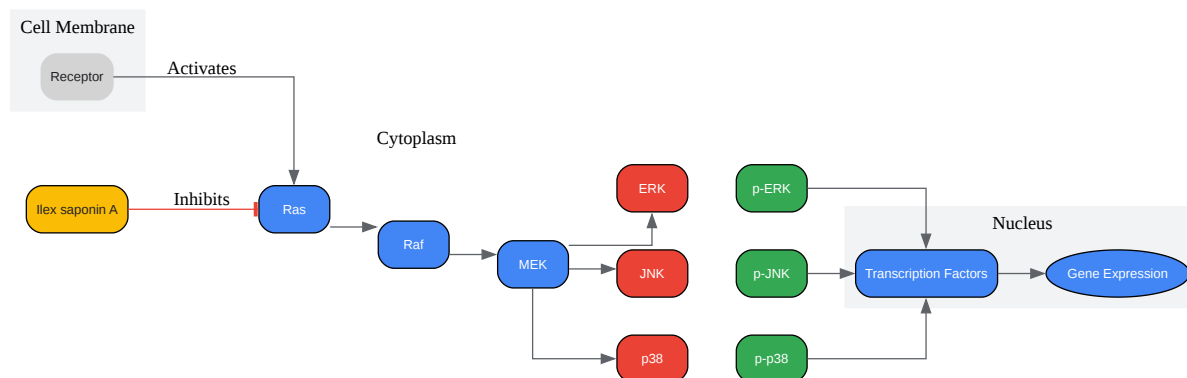 Cell Membrane
Receptor
Activates
Cytoplasm
Ilex saponin A
Inhibits
Ras
Raf
MEK
ERK
JNK
p38
p-ERK
p-JNK
p-p38
Nucleus
Transcription Factors
Gene Expression